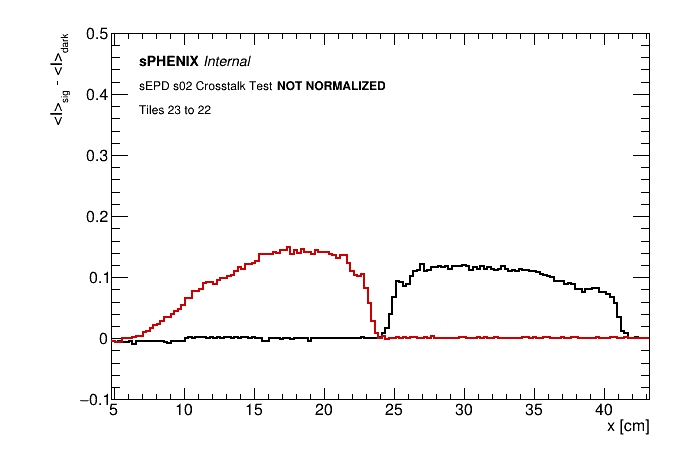 0.5
sPHENIX Internal
<I>sig - <I>dark
sEPD s02 Crosstalk Test NOT NORMALIZED
0.4
Tiles 23 to 22
0.3
0.2
0.1
0
−0.1
5 10 15 20 25 30 35 40
x [cm]